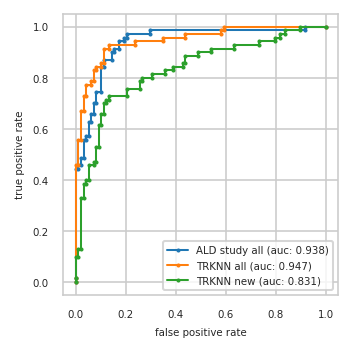 1.0
0.8
0.6
0.4
0.2
0.0
true positive rate
ALD study all (auc: 0.938)
TRKNN all (auc: 0.947)
TRKNN new (auc: 0.831)
0.0 0.2 0.4 0.6 0.8 1.0
false positive rate